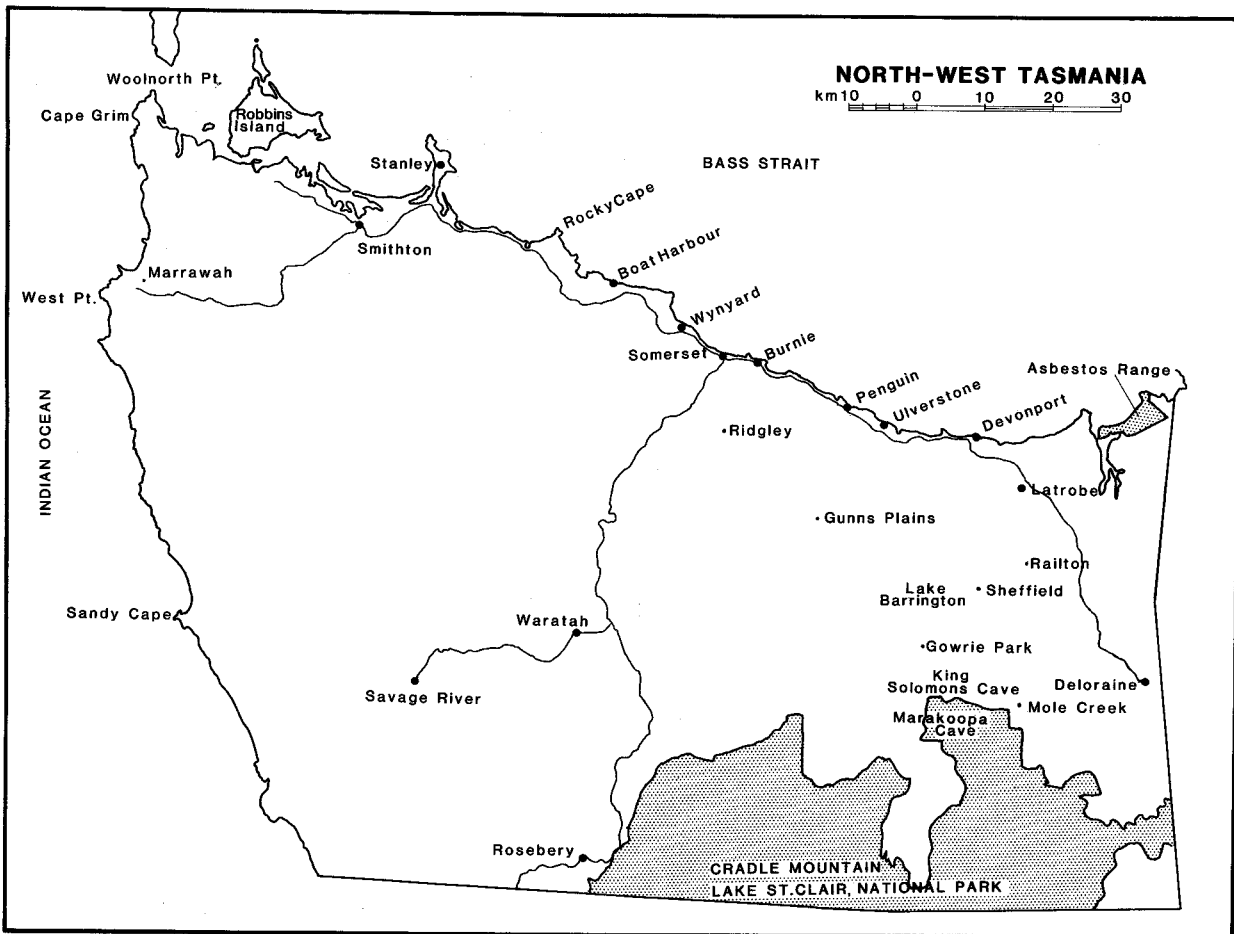 NORTH-WEST TASMANIA
km10 0 10 20 30
Woolnorth Pt.
Cape Grim
Robbins
Island
Stanley
BASS STRAIT
Rocky Cape
Smithton
Boat Harbour
Marrawah
West Pt.
Wynyard
Somerset
Burnie
Asbestos Range
Penguin
Ulverstone
Devonport
INDIAN OCEAN
Ridgley
Latrobe
Gunns Plains
Railton
Lake
Barrington
Sheffield
Sandy Cape
Waratah
Gowrie Park
King
Solomons Cave
Deloraine
Savage River
Mole Creek
Marakoopa
Cave
Rosebery
CRADLE MOUNTAIN
LAKE ST.CLAIR, NATIONAL PARK